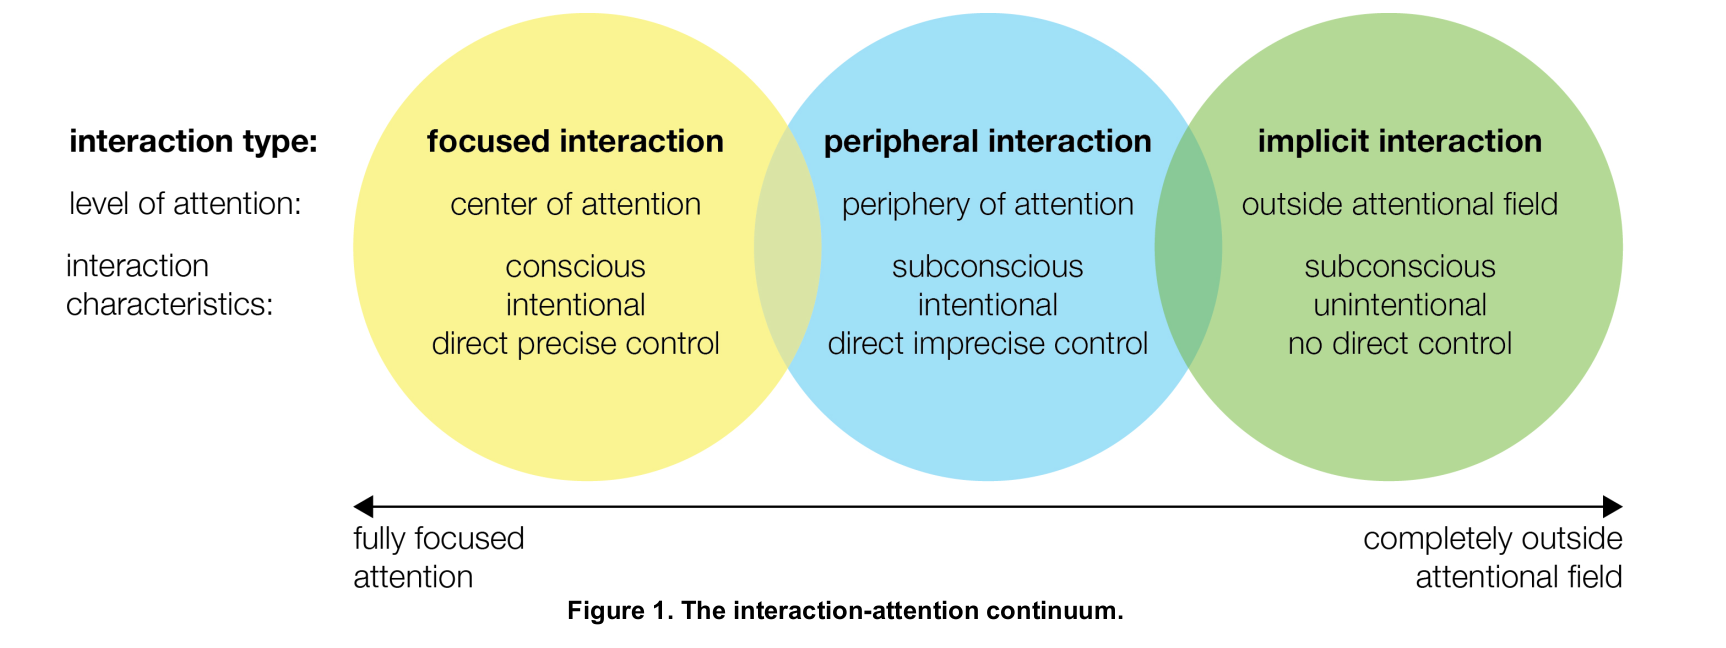 interaction type: focused interaction peripheral interaction implicit interaction
level of attention: center of attention periphery of attention outside attentional field
interaction conscious subconscious subconscious
characteristics: intentional intentional unintentional
direct precise control direct imprecise control no direct control
fully focused completely outside
attention attentional field
Figure 1. The interaction-attention continuum.